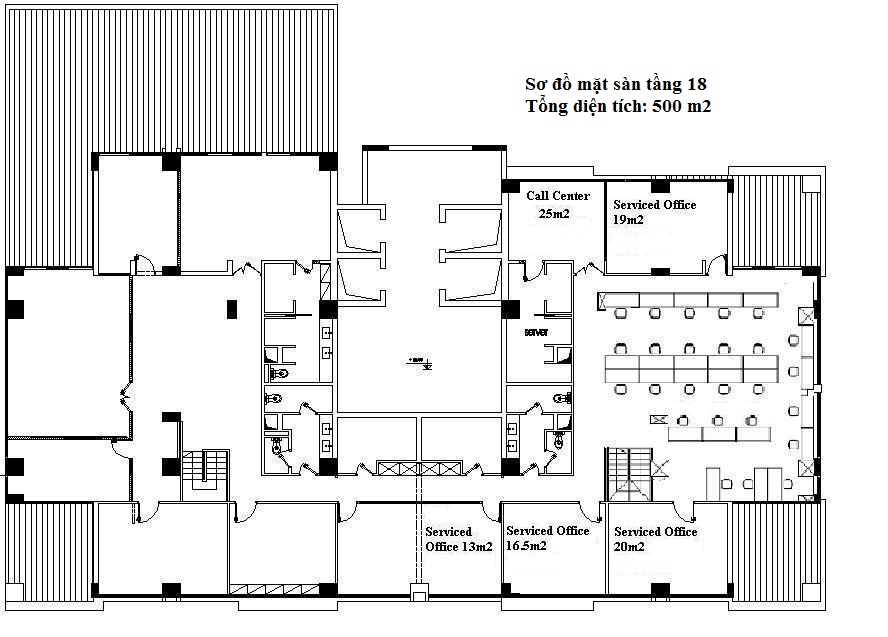 Sơ đồ mặt sàn tầng 18
Tổng diện tích: 500 m2
Call Center
25m2
Serviced Office
19m2
server
Serviced
Office 13m2
Serviced Office
16.5m2
Serviced Office
20m2